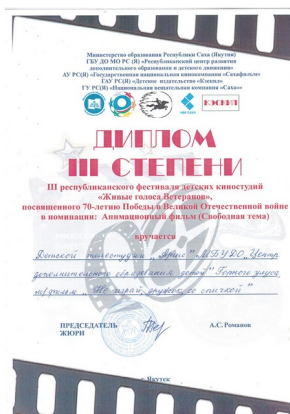 Министерство образования Республики Саха (Якутия)
ГБУ ДО МО РС (Я) «Республиканский центр развития
дополнительного образования и детского движения»
АУ РС(Я) «Государственная национальная кинокомпания «Сахафильм»
ГАУ РС(Я) «Детское издательство «Кэскил»
ГУ РС(Я) «Национальная вещательная компания «Саха»»
КЭСКИЛ
ДИПЛОМ
III СТЕПЕНИ
III республиканского фестиваля детских киностудий
«Живые голоса Ветеранов»,
посвященного 70-летию Победы в Великой Отечественной войне
в номинации: Анимационный фильм (Свободная тема)
вручается
Детской киностудии МБУДО „Центр
дополнительного образования детей" Горного улуса
м/фильм „Не играй, дружок, со спичкой"
ПРЕДСЕДАТЕЛЬ
ЖЮРИ
А.С. Романов
г. Якутск